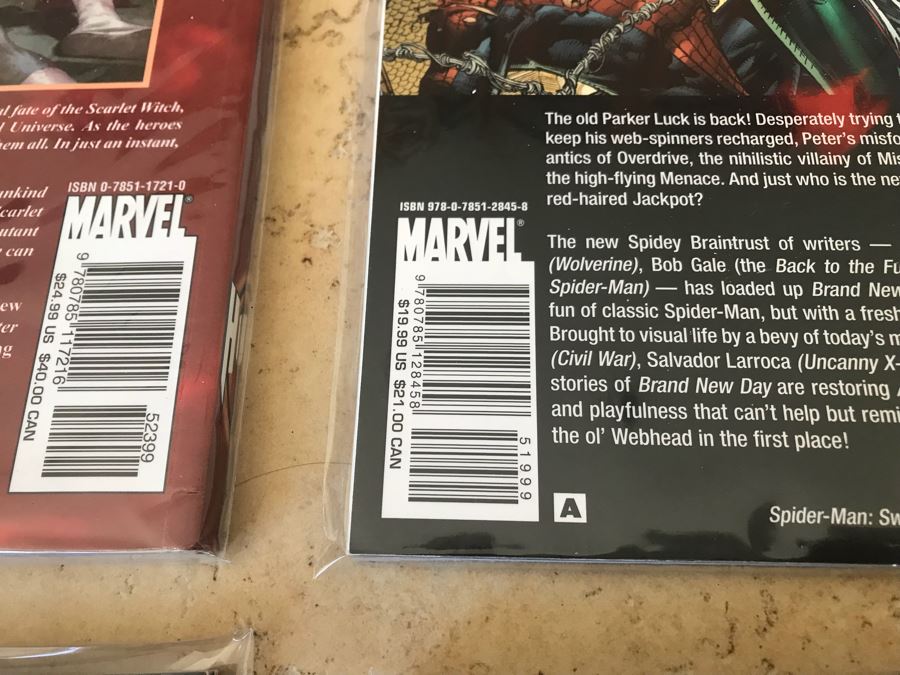 al fate of the Scarlet Witch,
l Universe. As the heroes
em all. In just an instant,
unkind
carlet
utant
can
ew
ter
ng
ISBN 0-7851-1721-0
MARVEL®
9 780785 117216
52399
$24.99 US $40.00 CAN
The old Parker Luck is back! Desperately trying t
keep his web-spinners recharged, Peter's misfo
antics of Overdrive, the nihilistic villainy of Mis
the high-flying Menace. And just who is the ne
red-haired Jackpot?
The new Spidey Braintrust of writers —
(Wolverine), Bob Gale (the Back to the Fu
Spider-Man) — has loaded up Brand New
fun of classic Spider-Man, but with a fresh
Brought to visual life by a bevy of today's m
(Civil War), Salvador Larroca (Uncanny X-
stories of Brand New Day are restoring
and playfulness that can't help but remi
the ol' Webhead in the first place!
ISBN 978-0-7851-2845-8
MARVEL®
9 780785 128458
51999
$19.99 US $21.00 CAN
A
Spider-Man: Sw